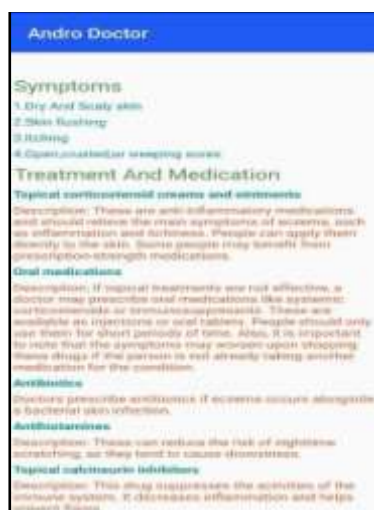 Andro Doctor
Symptoms
1.Dry And Scaly skin
2.Skin flushing
3.Itching
4.Open,crusted,or weeping sores
Treatment And Medication
Topical corticosteroid creams and ointments
Description: These are anti-inflammatory medications
and should relieve the main symptoms of eczema, such
as inflammation and itchiness. People can apply them
directly to the skin. Some people may benefit from
prescription-strength medications.
Oral medications
Description: If topical treatments are not effective, a
doctor may prescribe oral medications like systemic
corticosteroids or immunosuppressants. These are
available as injections or oral tablets. People should only
use them for short periods of time. Also, it is important
to note that the symptoms may worsen upon stopping
these drugs if the person is not already taking another
medication for the condition.
Antibiotics
Doctors prescribe antibiotics if eczema occurs alongside
a bacterial skin infection.
Antihistamines
Description: These can reduce the risk of nighttime
scratching, as they tend to cause drowsiness.
Topical calcineurin inhibitors
Description: This drug suppresses the activities of the
immune system. It decreases inflammation and helps
prevent flares